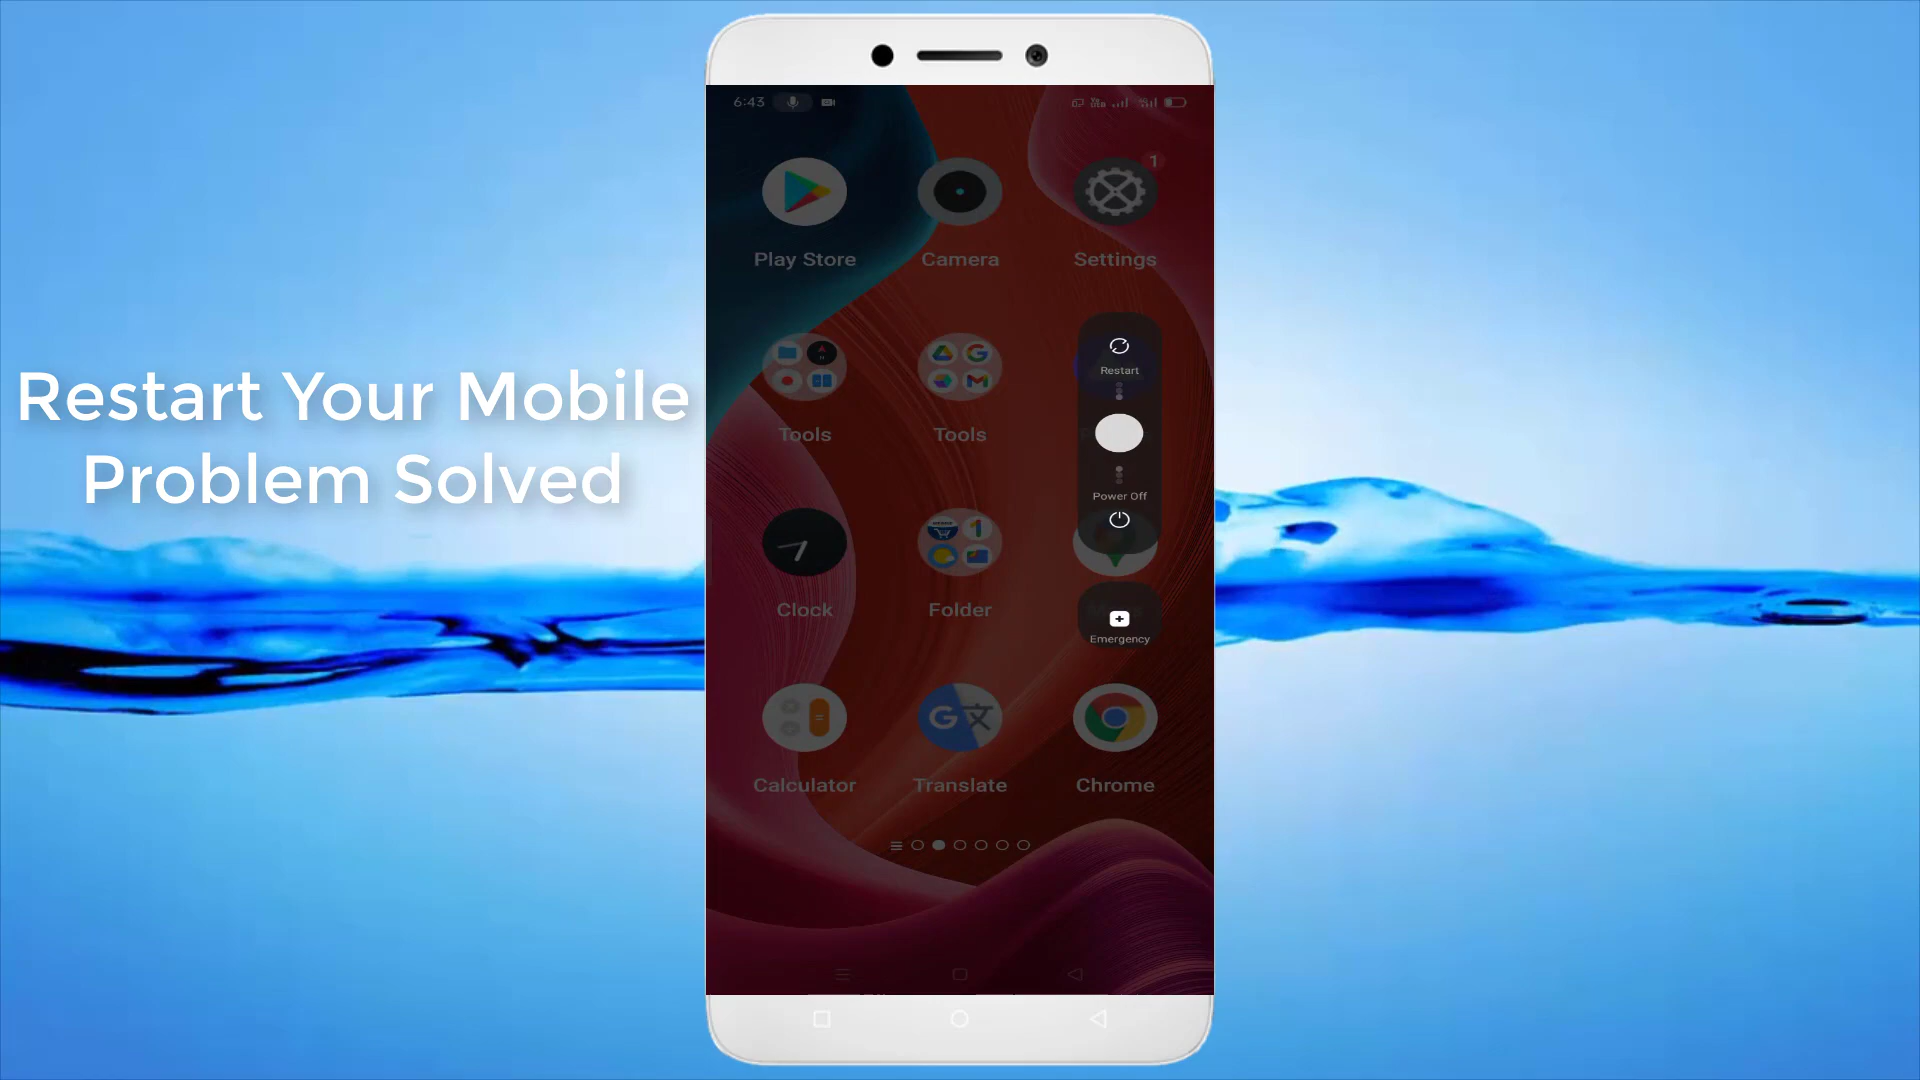 Restart Your Mobile
Problem Solved
6:43
1
Play Store
Camera
Settings
Restart
Tools
Tools
Power Off
Clock
Folder
Emergency
Calculator
Translate
Chrome